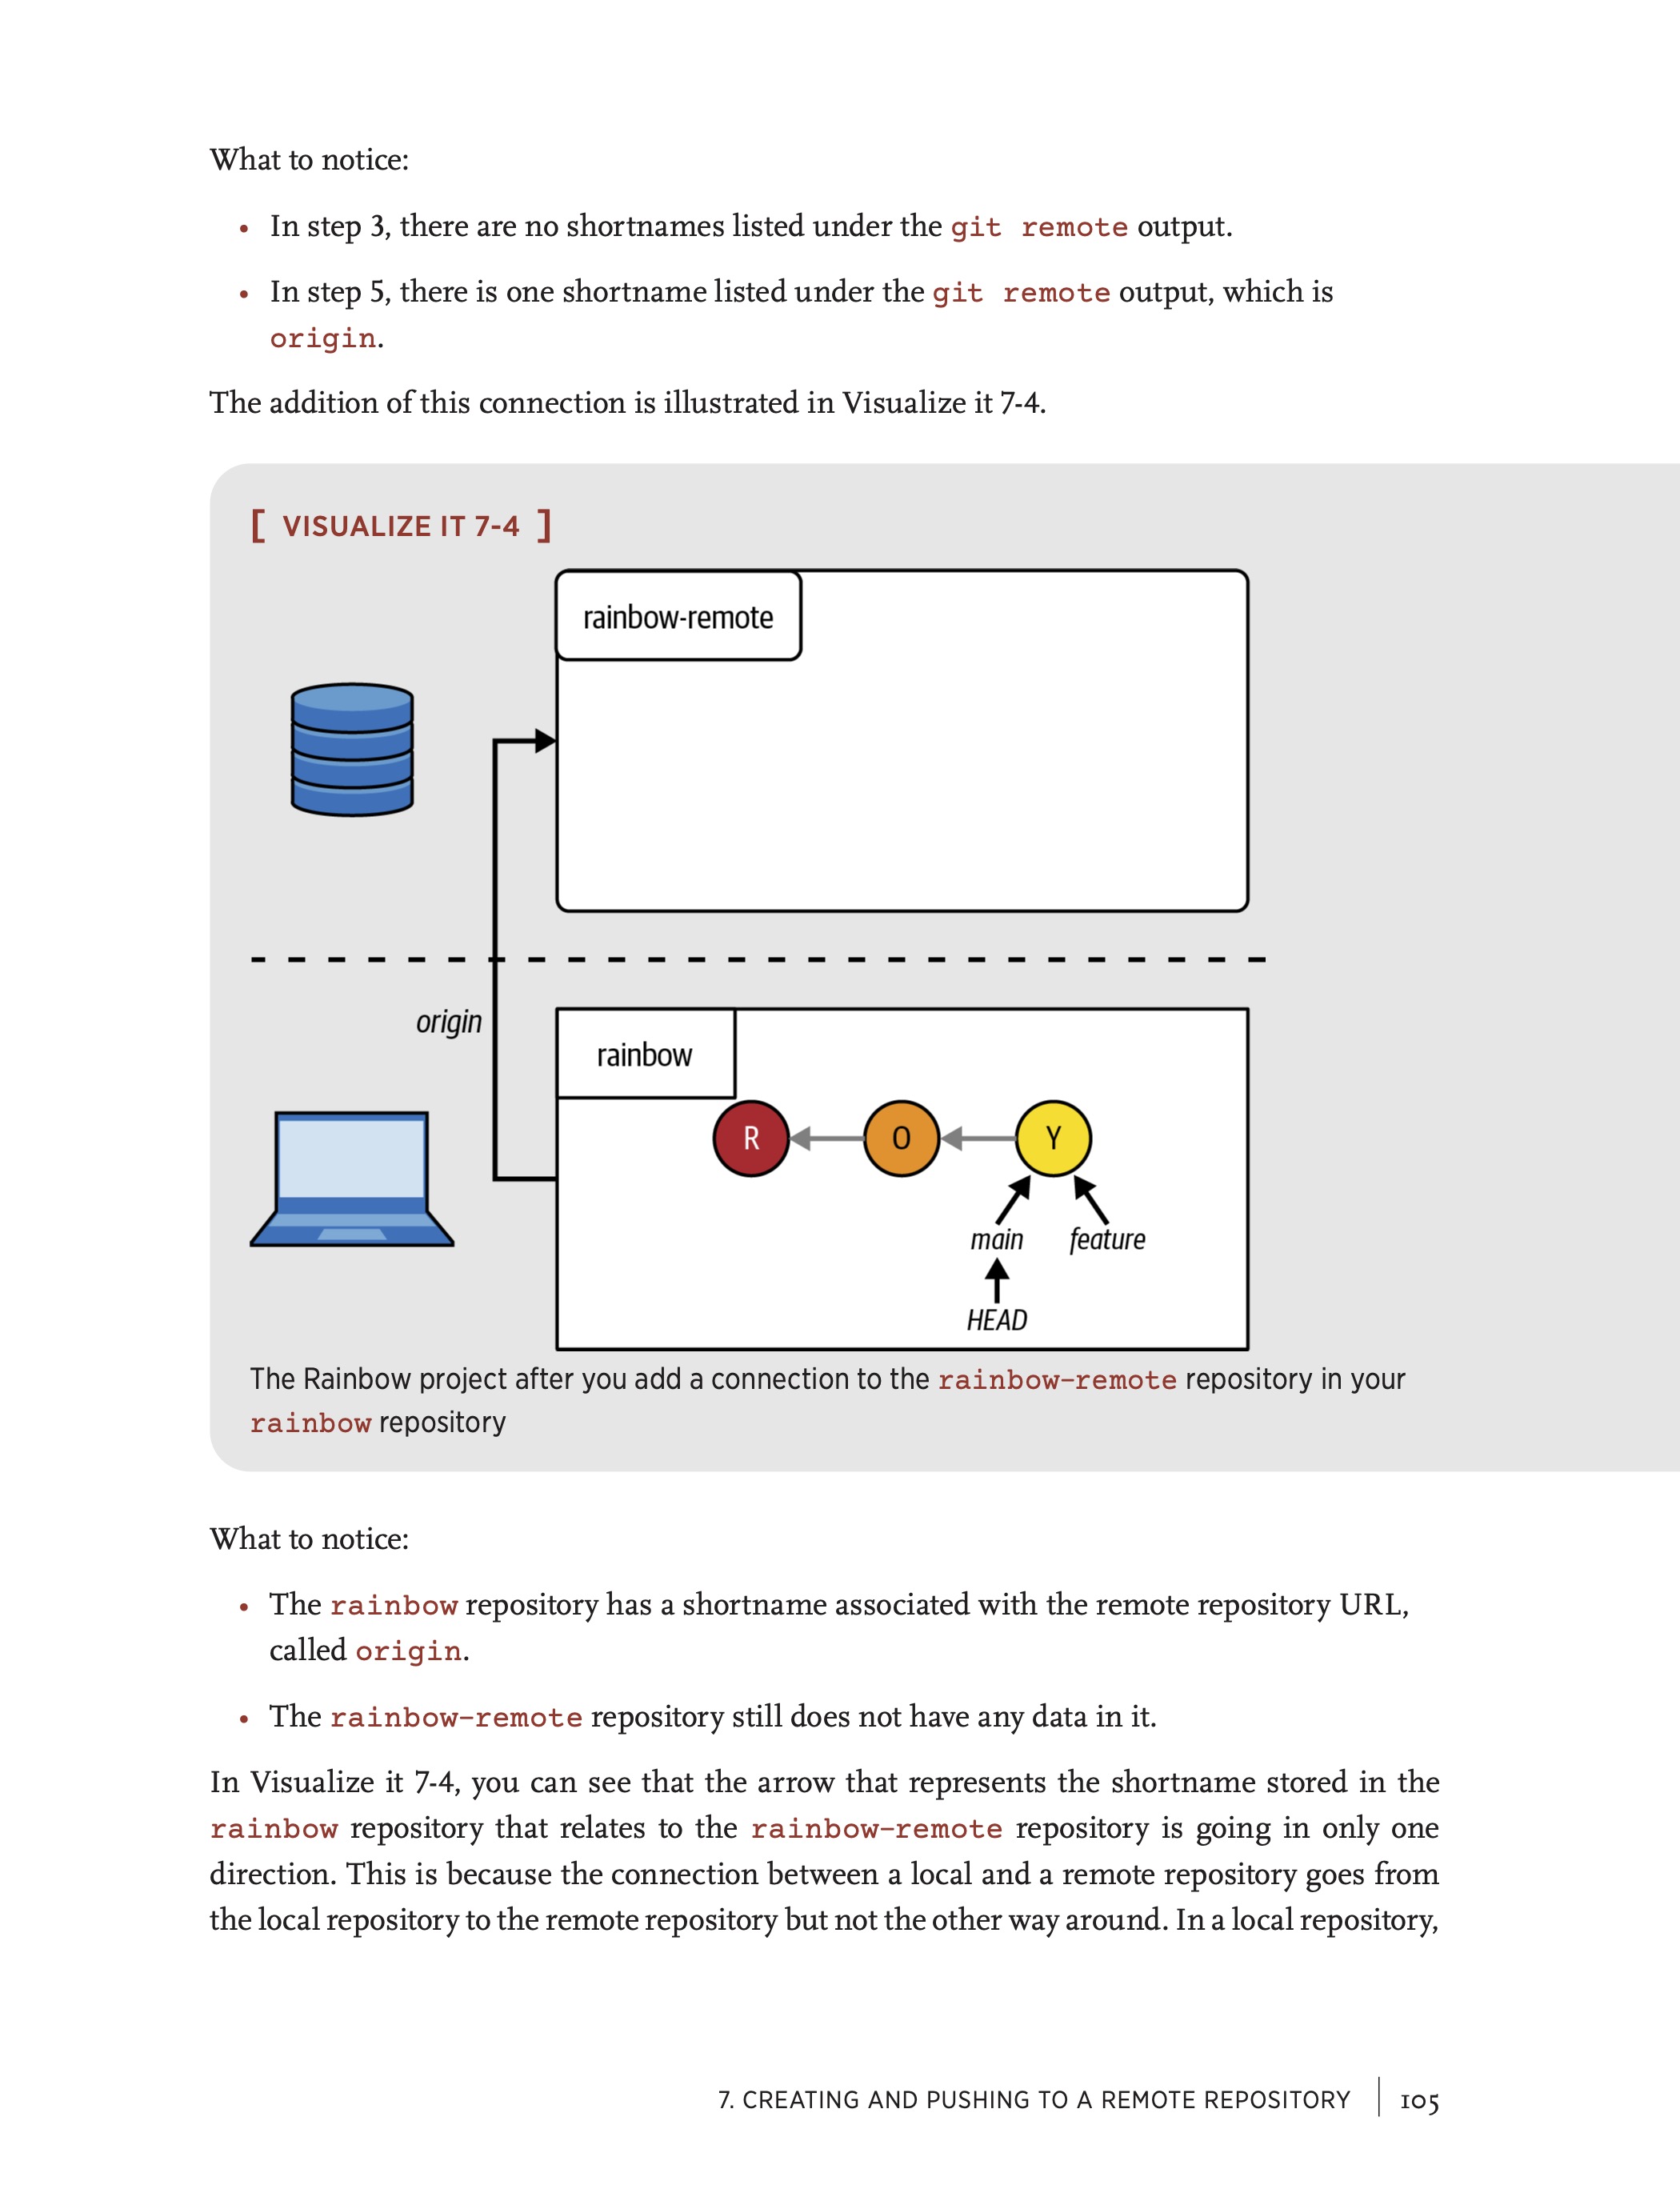 What to notice:
• In step 3, there are no shortnames listed under the git remote output.
• In step 5, there is one shortname listed under the git remote output, which is
origin.
The addition of this connection is illustrated in Visualize it 7-4.
[ VISUALIZE IT 7-4 ]
rainbow-remote
origin
rainbow
R O Y
main feature
HEAD
The Rainbow project after you add a connection to the rainbow-remote repository in your
rainbow repository
What to notice:
• The rainbow repository has a shortname associated with the remote repository URL,
called origin.
• The rainbow-remote repository still does not have any data in it.
In Visualize it 7-4, you can see that the arrow that represents the shortname stored in the
rainbow repository that relates to the rainbow-remote repository is going in only one
direction. This is because the connection between a local and a remote repository goes from
the local repository to the remote repository but not the other way around. In a local repository,
7. CREATING AND PUSHING TO A REMOTE REPOSITORY | 105